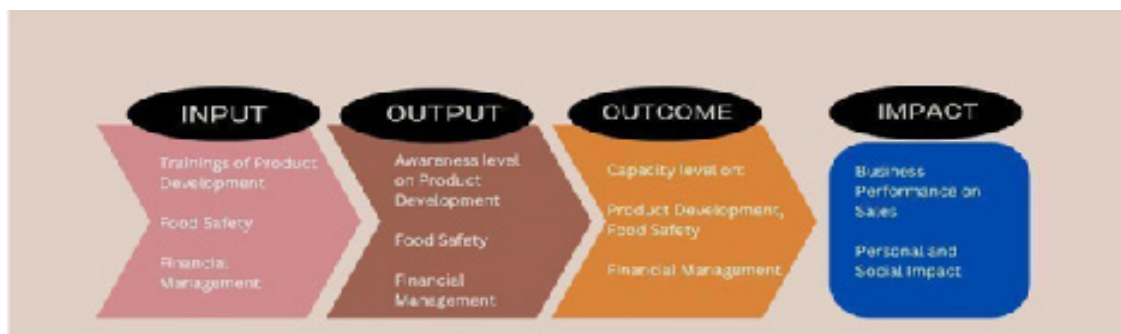 INPUT
Trainings of Product
Development
Food Safety
Financial
Management
OUTPUT
Awareness level
on Product
Development
Food Safety
Financial
Management
OUTCOME
Capacity level on:
Product Development,
Food Safety
Financial Management
IMPACT
Business
Performance on
Sales
Personal and
Social Impact